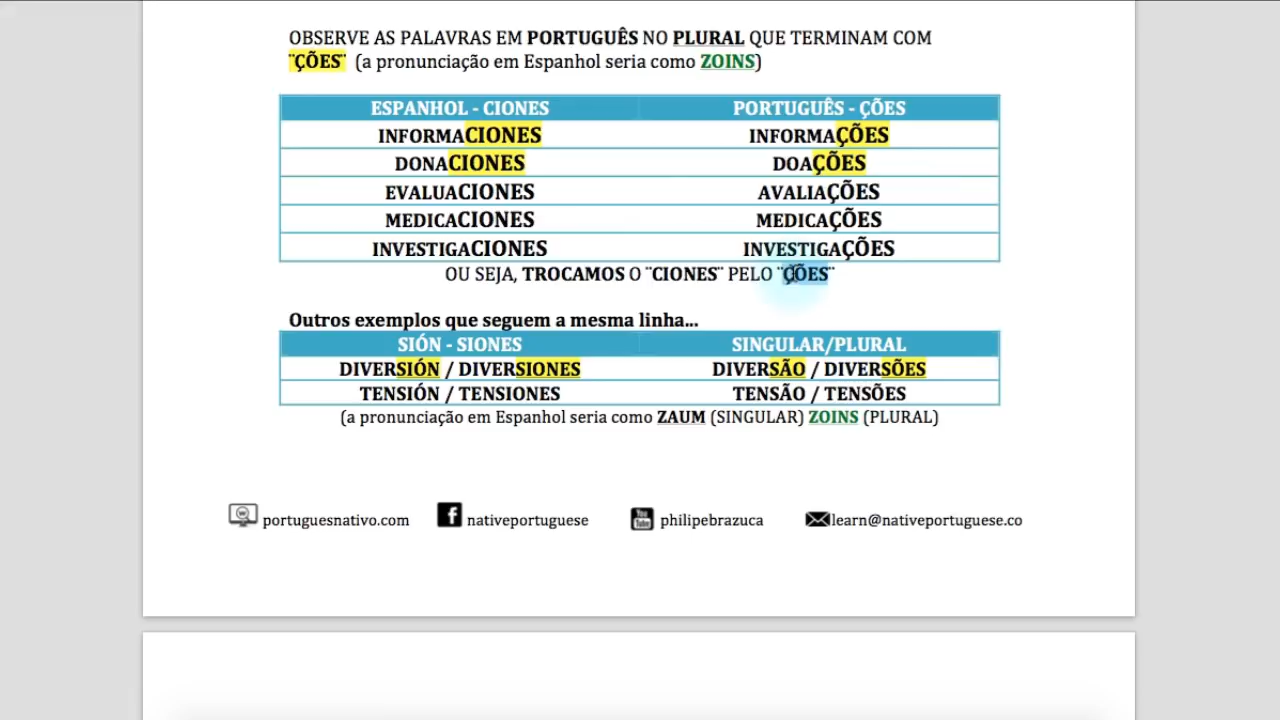 OBSERVE AS PALAVRAS EM PORTUGUÊS NO PLURAL QUE TERMINAM COM
¨ÇÕES¨ (a pronunciação em Espanhol seria como ZOINS)
ESPANHOL - CIONES PORTUGUÊS - ÇÕES
INFORMACIONES INFORMAÇÕES
DONACIONES DOAÇÕES
EVALUACIONES AVALIAÇÕES
MEDICACIONES MEDICAÇÕES
INVESTIGACIONES INVESTIGAÇÕES
OU SEJA, TROCAMOS O ¨CIONES¨ PELO ¨ÇÕES¨
Outros exemplos que seguem a mesma linha...
SIÓN - SIONES SINGULAR/PLURAL
DIVERSIÓN / DIVERSIONES DIVERSÃO / DIVERSÕES
TENSIÓN / TENSIONES TENSÃO / TENSÕES
(a pronunciação em Espanhol seria como ZAUM (SINGULAR) ZOINS (PLURAL)
portuguesnativo.com nativeportuguese You Tube philipebrazuca learn@nativeportuguese.co